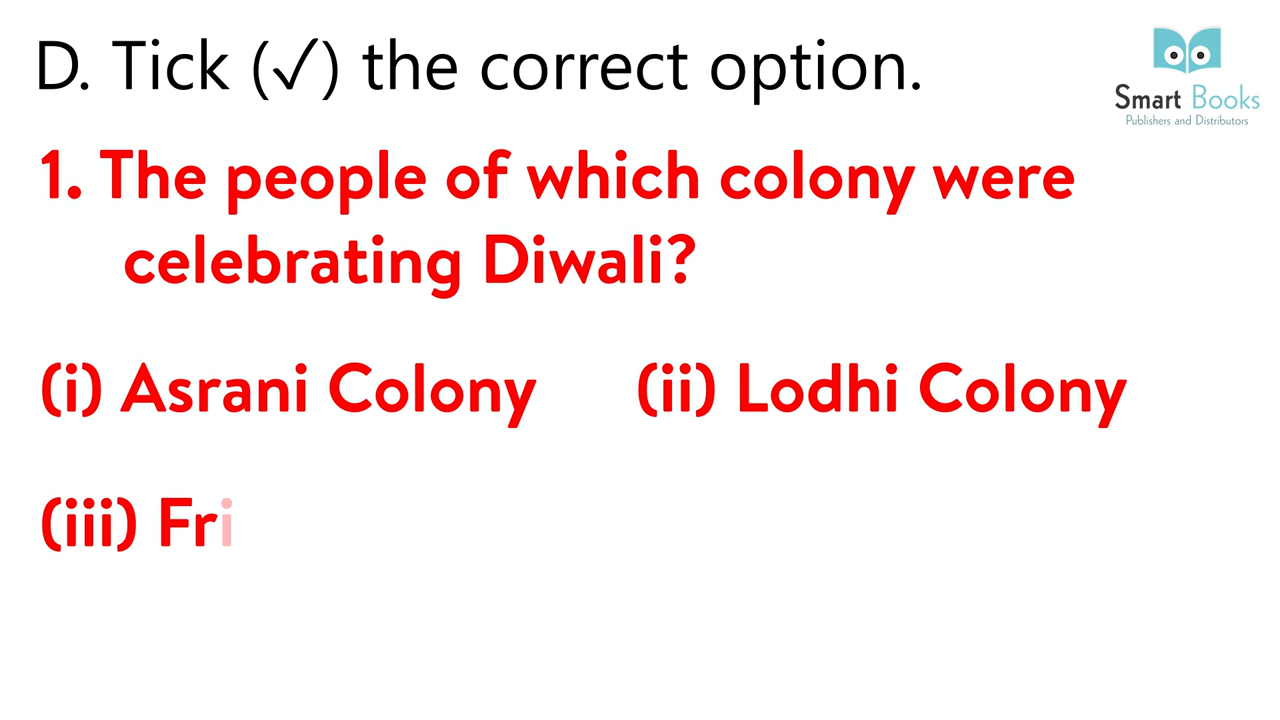 D. Tick (✓) the correct option.
Smart Books
Publishers and Distributors
1. The people of which colony were
celebrating Diwali?
(i) Asrani Colony (ii) Lodhi Colony
(iii) Fri